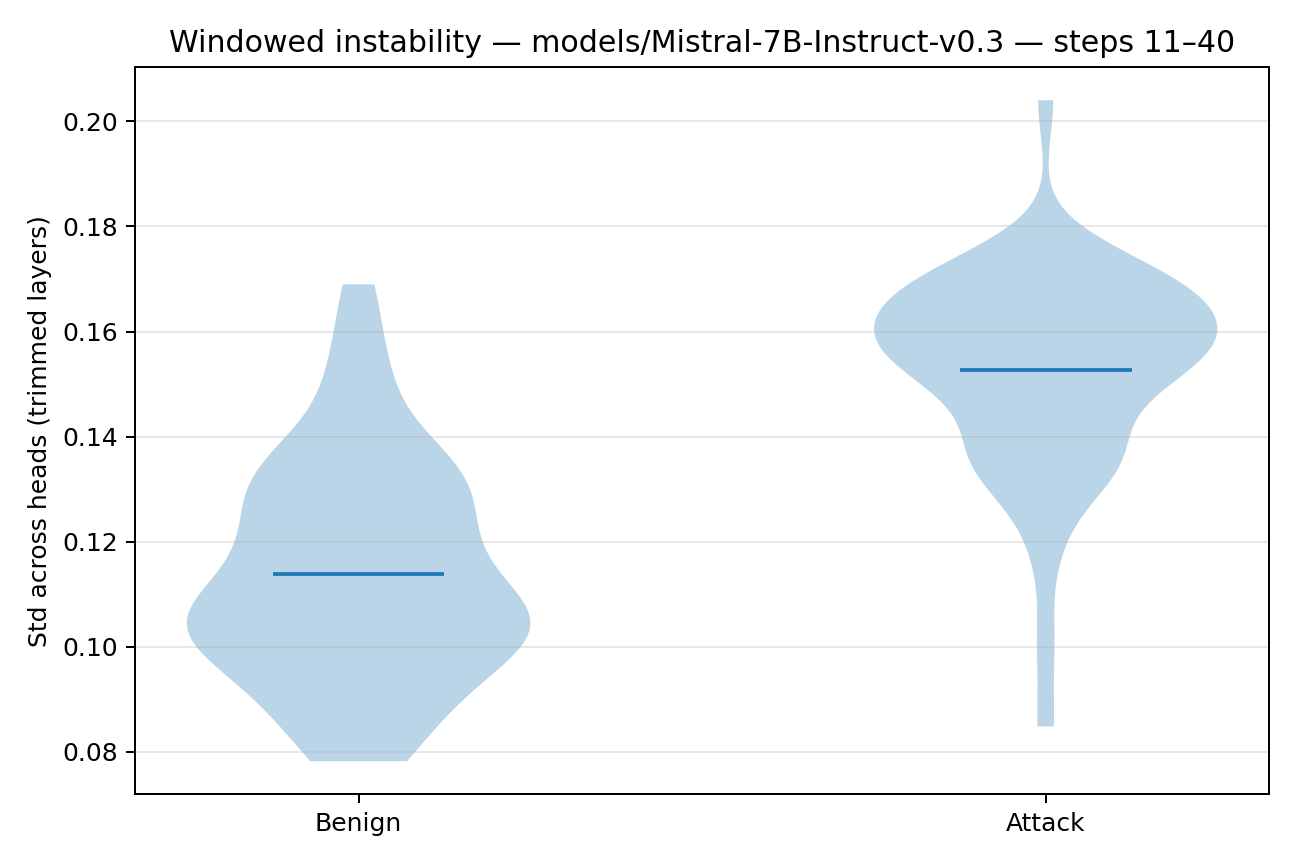 Windowed instability — models/Mistral-7B-Instruct-v0.3 — steps 11–40
Std across heads (trimmed layers)
0.20
0.18
0.16
0.14
0.12
0.10
0.08
Benign
Attack